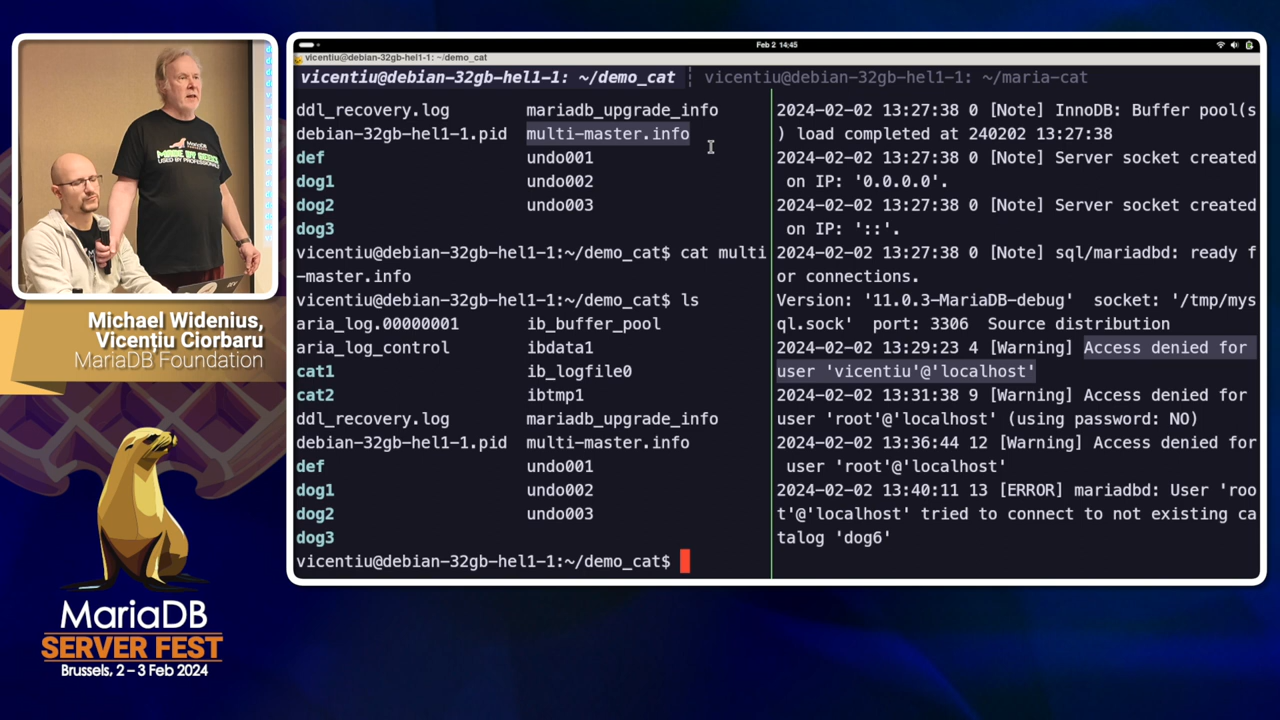 Feb 2 14:45
vicentiu@debian-32gb-hel1-1: ~/demo_cat
vicentiu@debian-32gb-hel1-1: ~/demo_cat
vicentiu@debian-32gb-hel1-1: ~/maria-cat
ddl_recovery.log mariadb_upgrade_info
debian-32gb-hel1-1.pid multi-master.info
def undo001
dog1 undo002
dog2 undo003
dog3
vicentiu@debian-32gb-hel1-1:~/demo_cat$ cat multi
-master.info
vicentiu@debian-32gb-hel1-1:~/demo_cat$ ls
aria_log.00000001 ib_buffer_pool
aria_log_control ibdata1
cat1 ib_logfile0
cat2 ibtmp1
ddl_recovery.log mariadb_upgrade_info
debian-32gb-hel1-1.pid multi-master.info
def undo001
dog1 undo002
dog2 undo003
dog3
vicentiu@debian-32gb-hel1-1:~/demo_cat$
2024-02-02 13:27:38 0 [Note] InnoDB: Buffer pool(s
) load completed at 240202 13:27:38
2024-02-02 13:27:38 0 [Note] Server socket created
on IP: '0.0.0.0'.
2024-02-02 13:27:38 0 [Note] Server socket created
on IP: '::'.
2024-02-02 13:27:38 0 [Note] sql/mariadbd: ready f
or connections.
Version: '11.0.3-MariaDB-debug' socket: '/tmp/mys
ql.sock' port: 3306 Source distribution
2024-02-02 13:29:23 4 [Warning] Access denied for
user 'vicentiu'@'localhost'
2024-02-02 13:31:38 9 [Warning] Access denied for
user 'root'@'localhost' (using password: NO)
2024-02-02 13:36:44 12 [Warning] Access denied for
user 'root'@'localhost'
2024-02-02 13:40:11 13 [ERROR] mariadbd: User 'roo
t'@'localhost' tried to connect to not existing ca
talog 'dog6'
MariaDB
MADE BY GEEKS
USED BY PROFESSIONALS
Michael Widenius,
Vicențiu Ciorbaru
MariaDB Foundation
MariaDB
SERVER FEST
Brussels, 2 – 3 Feb 2024